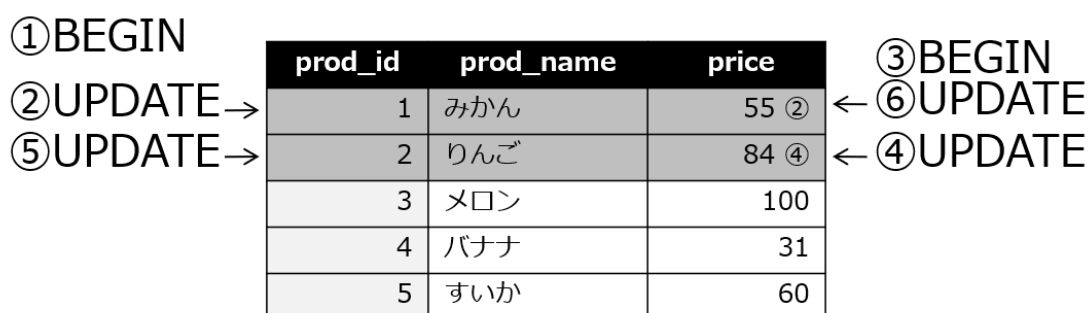 ①BEGIN
②UPDATE→
⑤UPDATE→
prod_id prod_name price
1 みかん 55 ②
2 りんご 84 ④
3 メロン 100
4 バナナ 31
5 すいか 60
③BEGIN
←⑥UPDATE
←④UPDATE